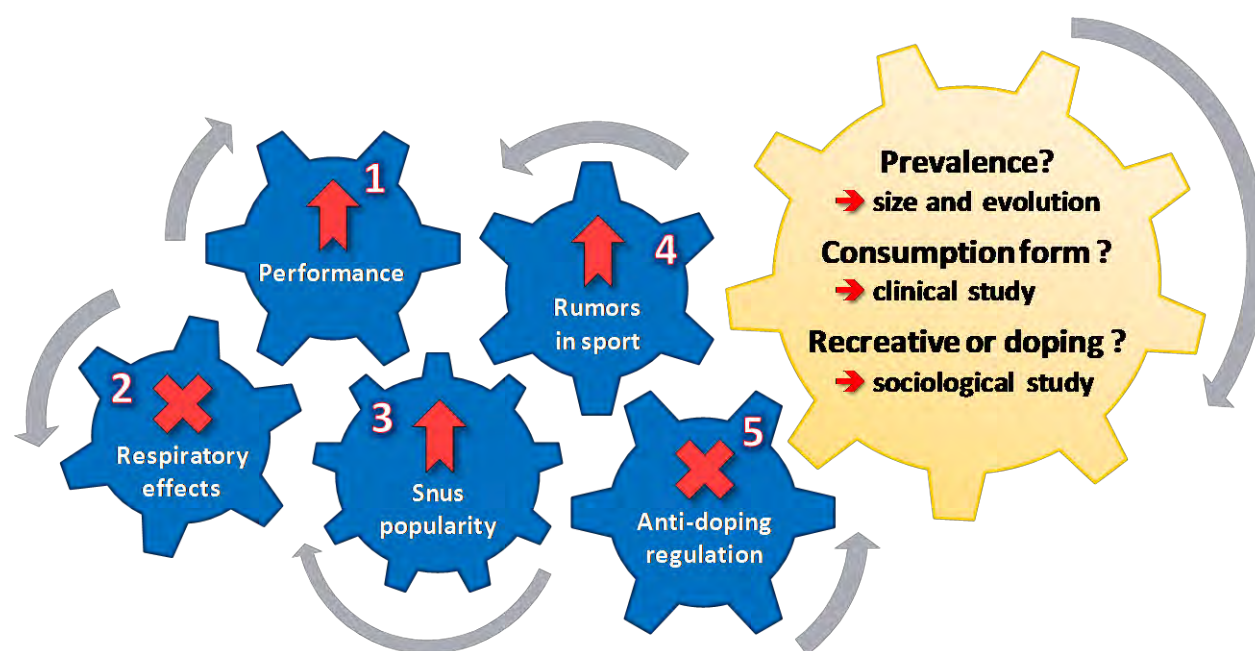 1
Performance
2
Respiratory
effects
3
Snus
popularity
4
Rumors
in sport
5
Anti-doping
regulation
Prevalence?
➔ size and evolution
Consumption form ?
➔ clinical study
Recreative or doping ?
➔ sociological study